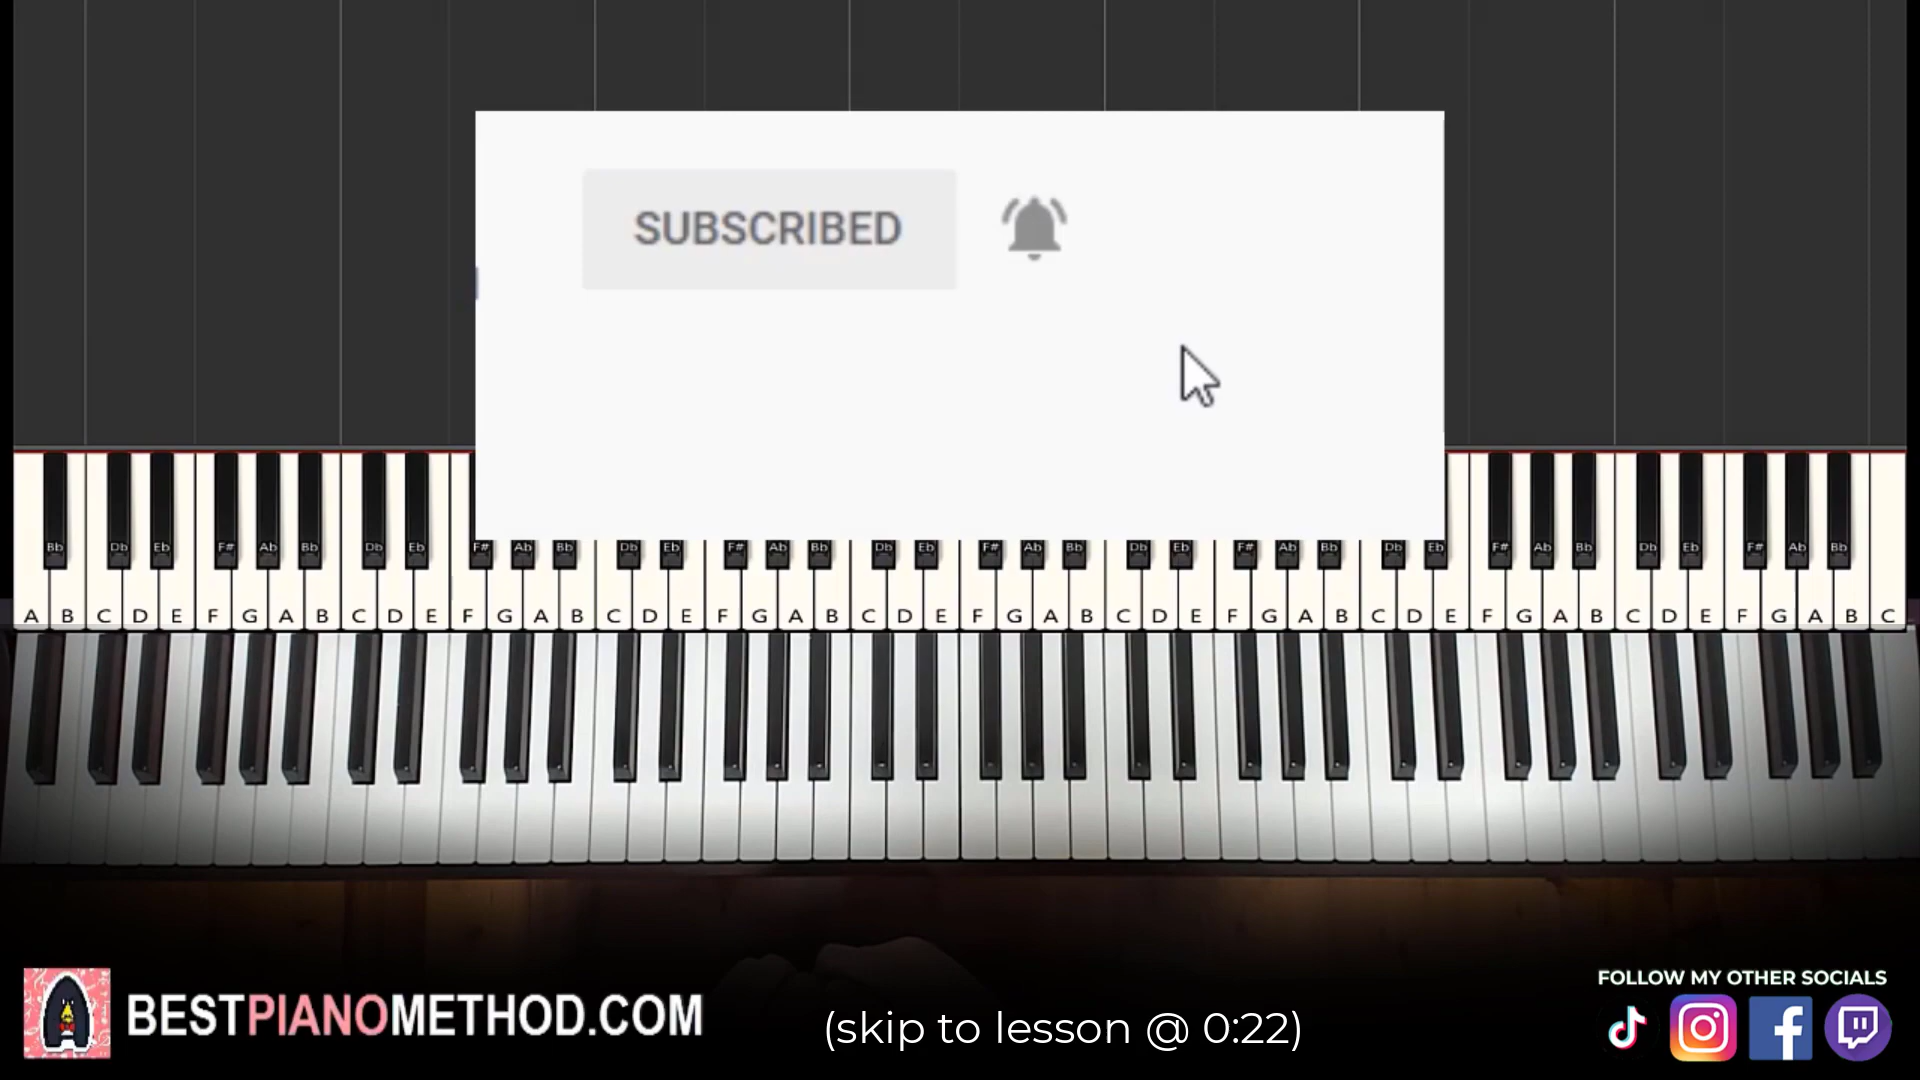 SUBSCRIBED
Bb Db Eb F# Ab Bb Db Eb F# Ab Bb Db Eb F# Ab Bb Db Eb F# Ab Bb Db Eb F# Ab Bb Db Eb F# Ab Bb Db Eb F# Ab Bb
A B C D E F G A B C D E F G A B C D E F G A B C D E F G A B C D E F G A B C D E F G A B C D E F G A B C
FOLLOW MY OTHER SOCIALS
BESTPIANOMETHOD.COM
(skip to lesson @ 0:22)